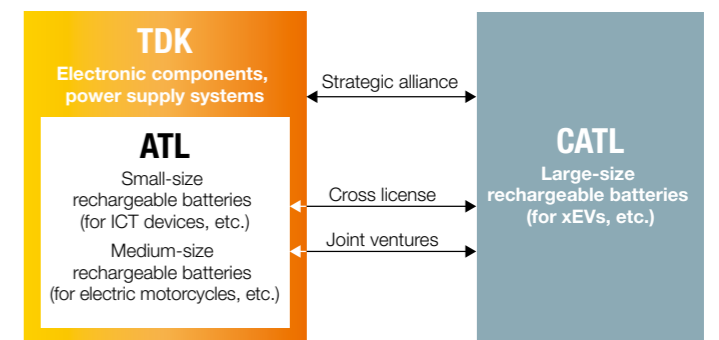 TDK
Electronic components,
power supply systems
ATL
Small-size
rechargeable batteries
(for ICT devices, etc.)
Medium-size
rechargeable batteries
(for electric motorcycles, etc.)
Strategic alliance
Cross license
Joint ventures
CATL
Large-size
rechargeable batteries
(for xEVs, etc.)